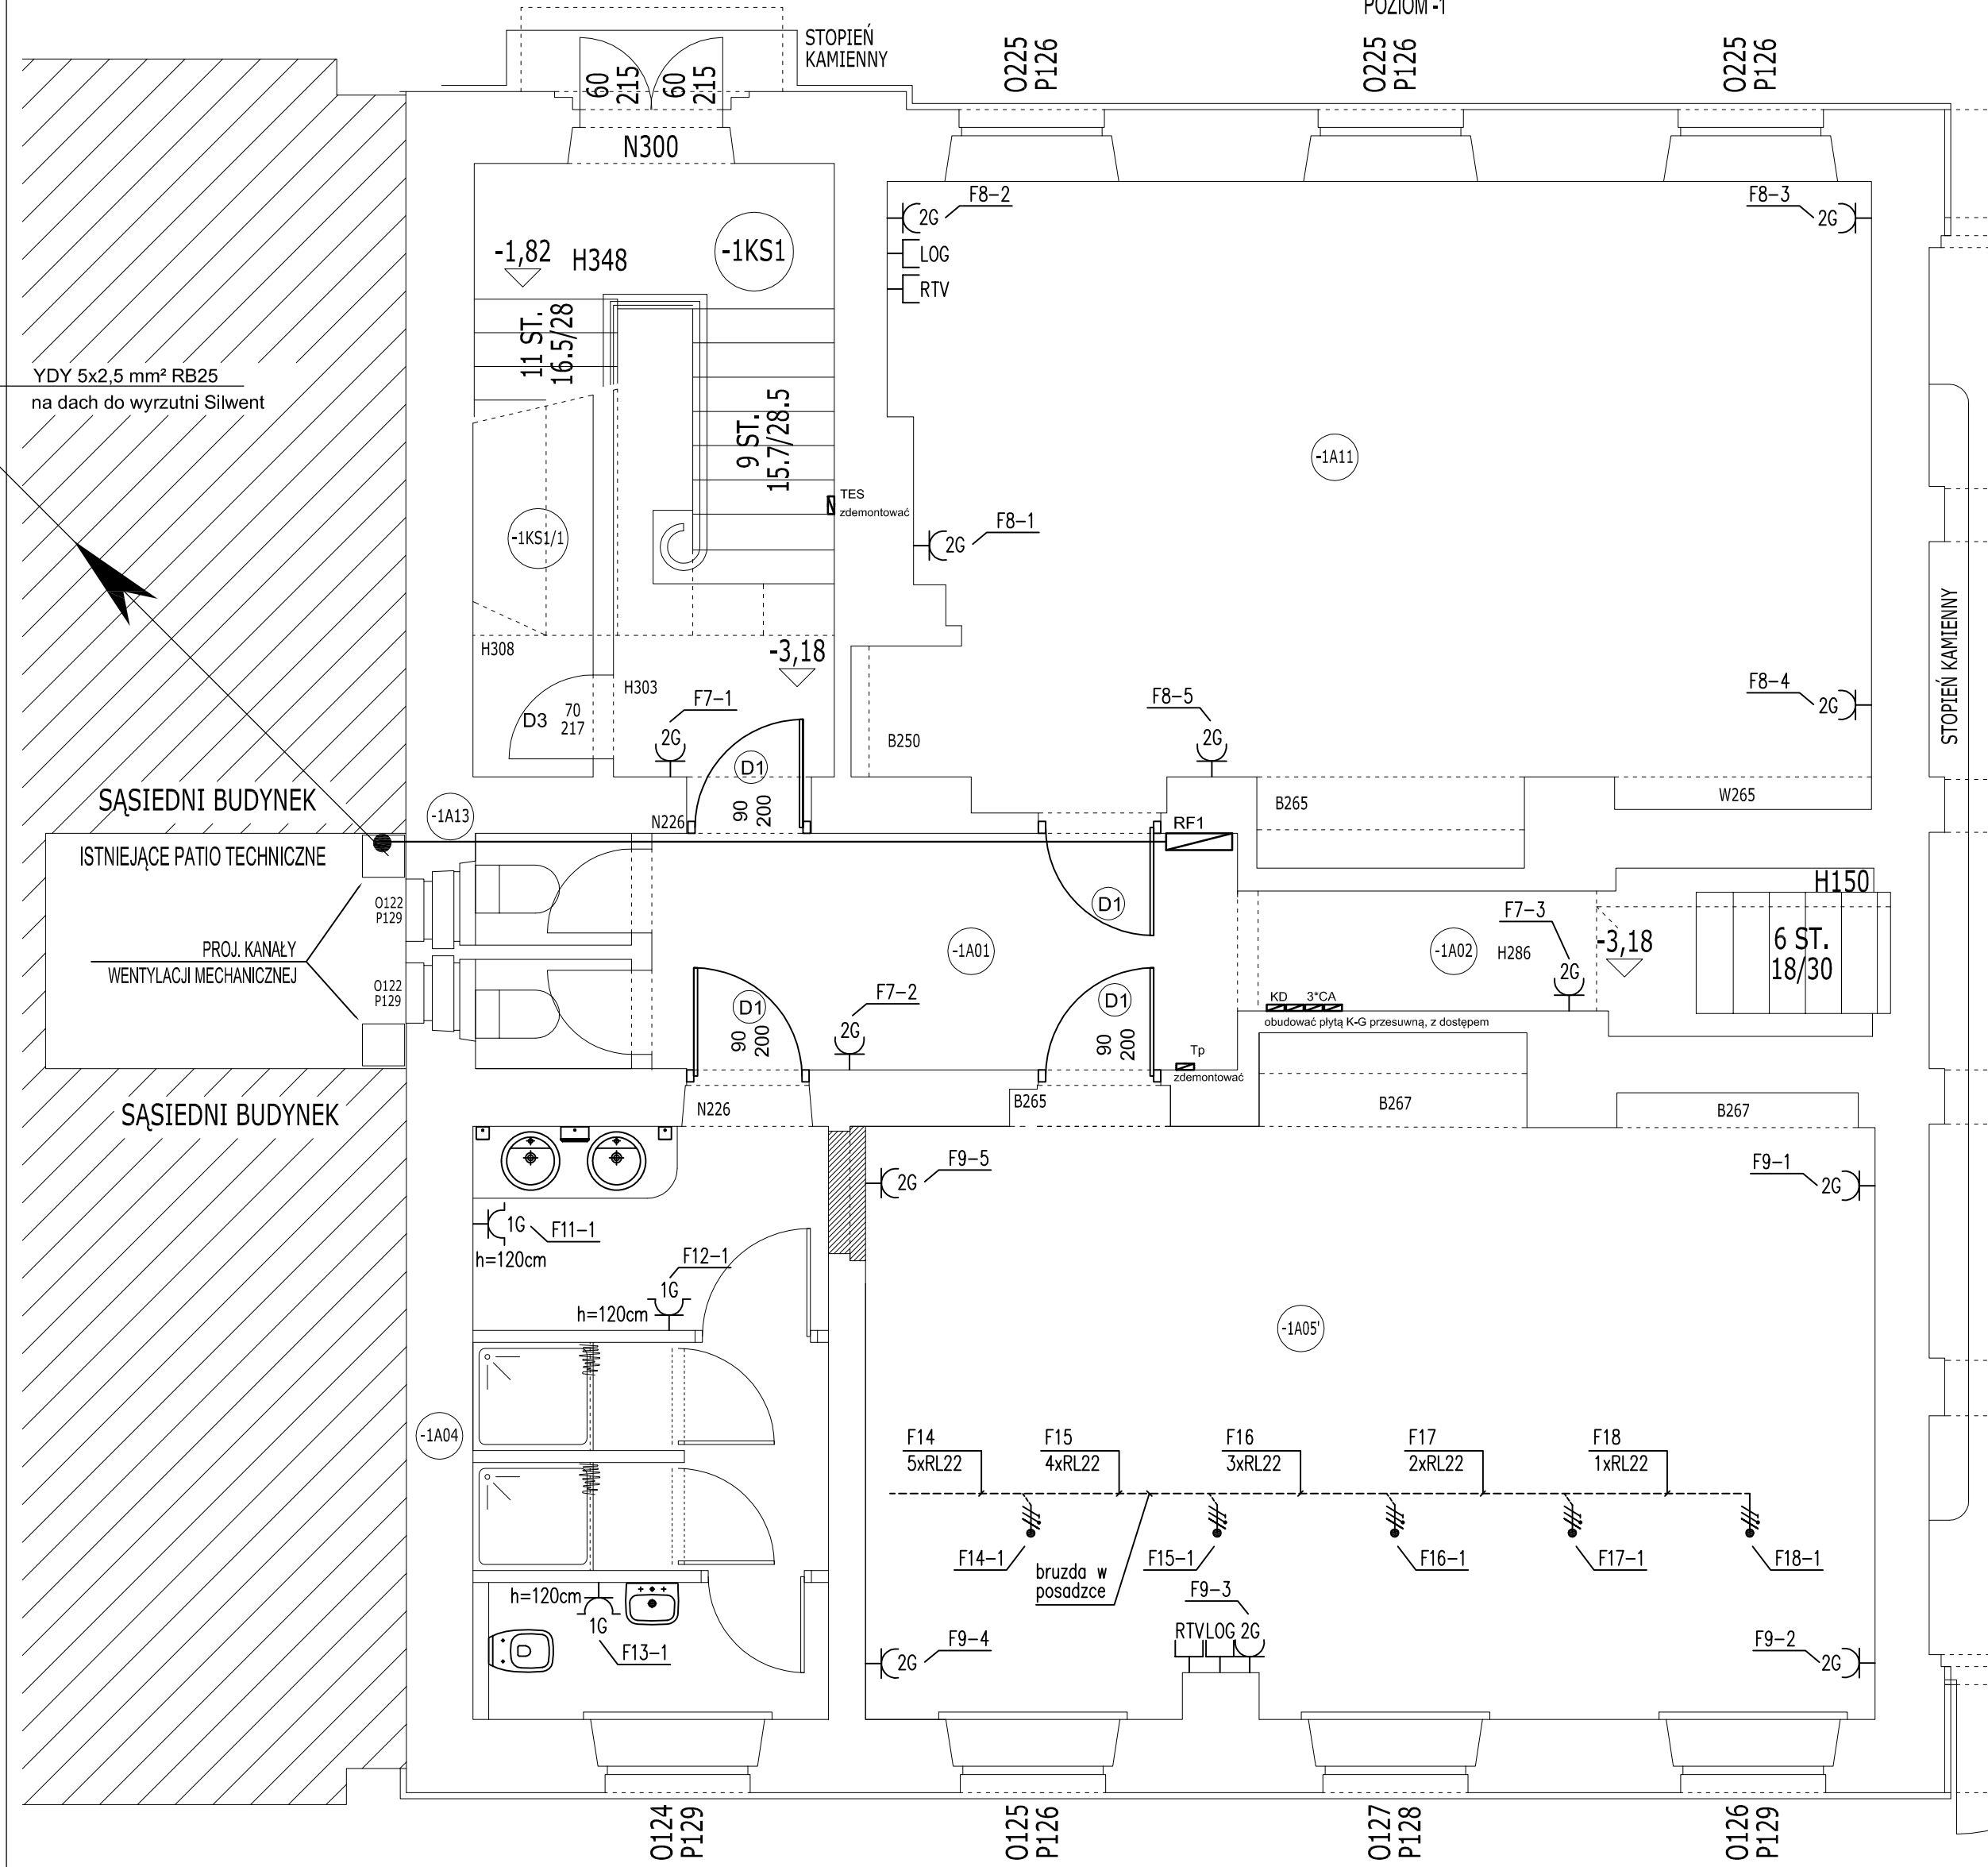 POZIOM -1
STOPIEŃ
KAMIENNY
O225
P126
O225
P126
O225
P126
60
215
60
215
N300
F8-2
2G
LOG
RTV
F8-3
2G
-1,82
H348
-1KS1
11 ST.
16.5/28
9 ST.
15.7/28.5
YDY 5x2,5 mm² RB25
na dach do wyrzutni Silwent
-1A11
TES
zdemontować
-1KS1/1
F8-1
2G
STOPIEŃ KAMIENNY
H308
-3,18
H303
D3
70
217
F7-1
2G
D1
90
200
B250
F8-5
2G
F8-4
2G
SĄSIEDNI BUDYNEK
-1A13
N226
B265
W265
RF1
ISTNIEJĄCE PATIO TECHNICZNE
O122
P129
PROJ. KANAŁY
WENTYLACJI MECHANICZNEJ
O122
P129
D1
H150
F7-3
2G
-1A01
-1A02
H286
-3,18
6 ST.
18/30
D1
90
200
F7-2
2G
D1
90
200
KD
3*CA
obudować płytą K-G przesuwną, z dostępem
Tp
zdemontować
SĄSIEDNI BUDYNEK
N226
B265
B267
B267
F9-5
2G
F9-1
2G
1G
F11-1
h=120cm
F12-1
1G
h=120cm
-1A05'
-1A04
F14
5xRL22
F15
4xRL22
F16
3xRL22
F17
2xRL22
F18
1xRL22
F14-1
F15-1
F16-1
F17-1
F18-1
bruzda w
posadzce
F9-3
RTV
LOG
2G
h=120cm
1G
F13-1
F9-4
2G
F9-2
2G
O124
P129
O125
P126
O127
P128
O126
P129